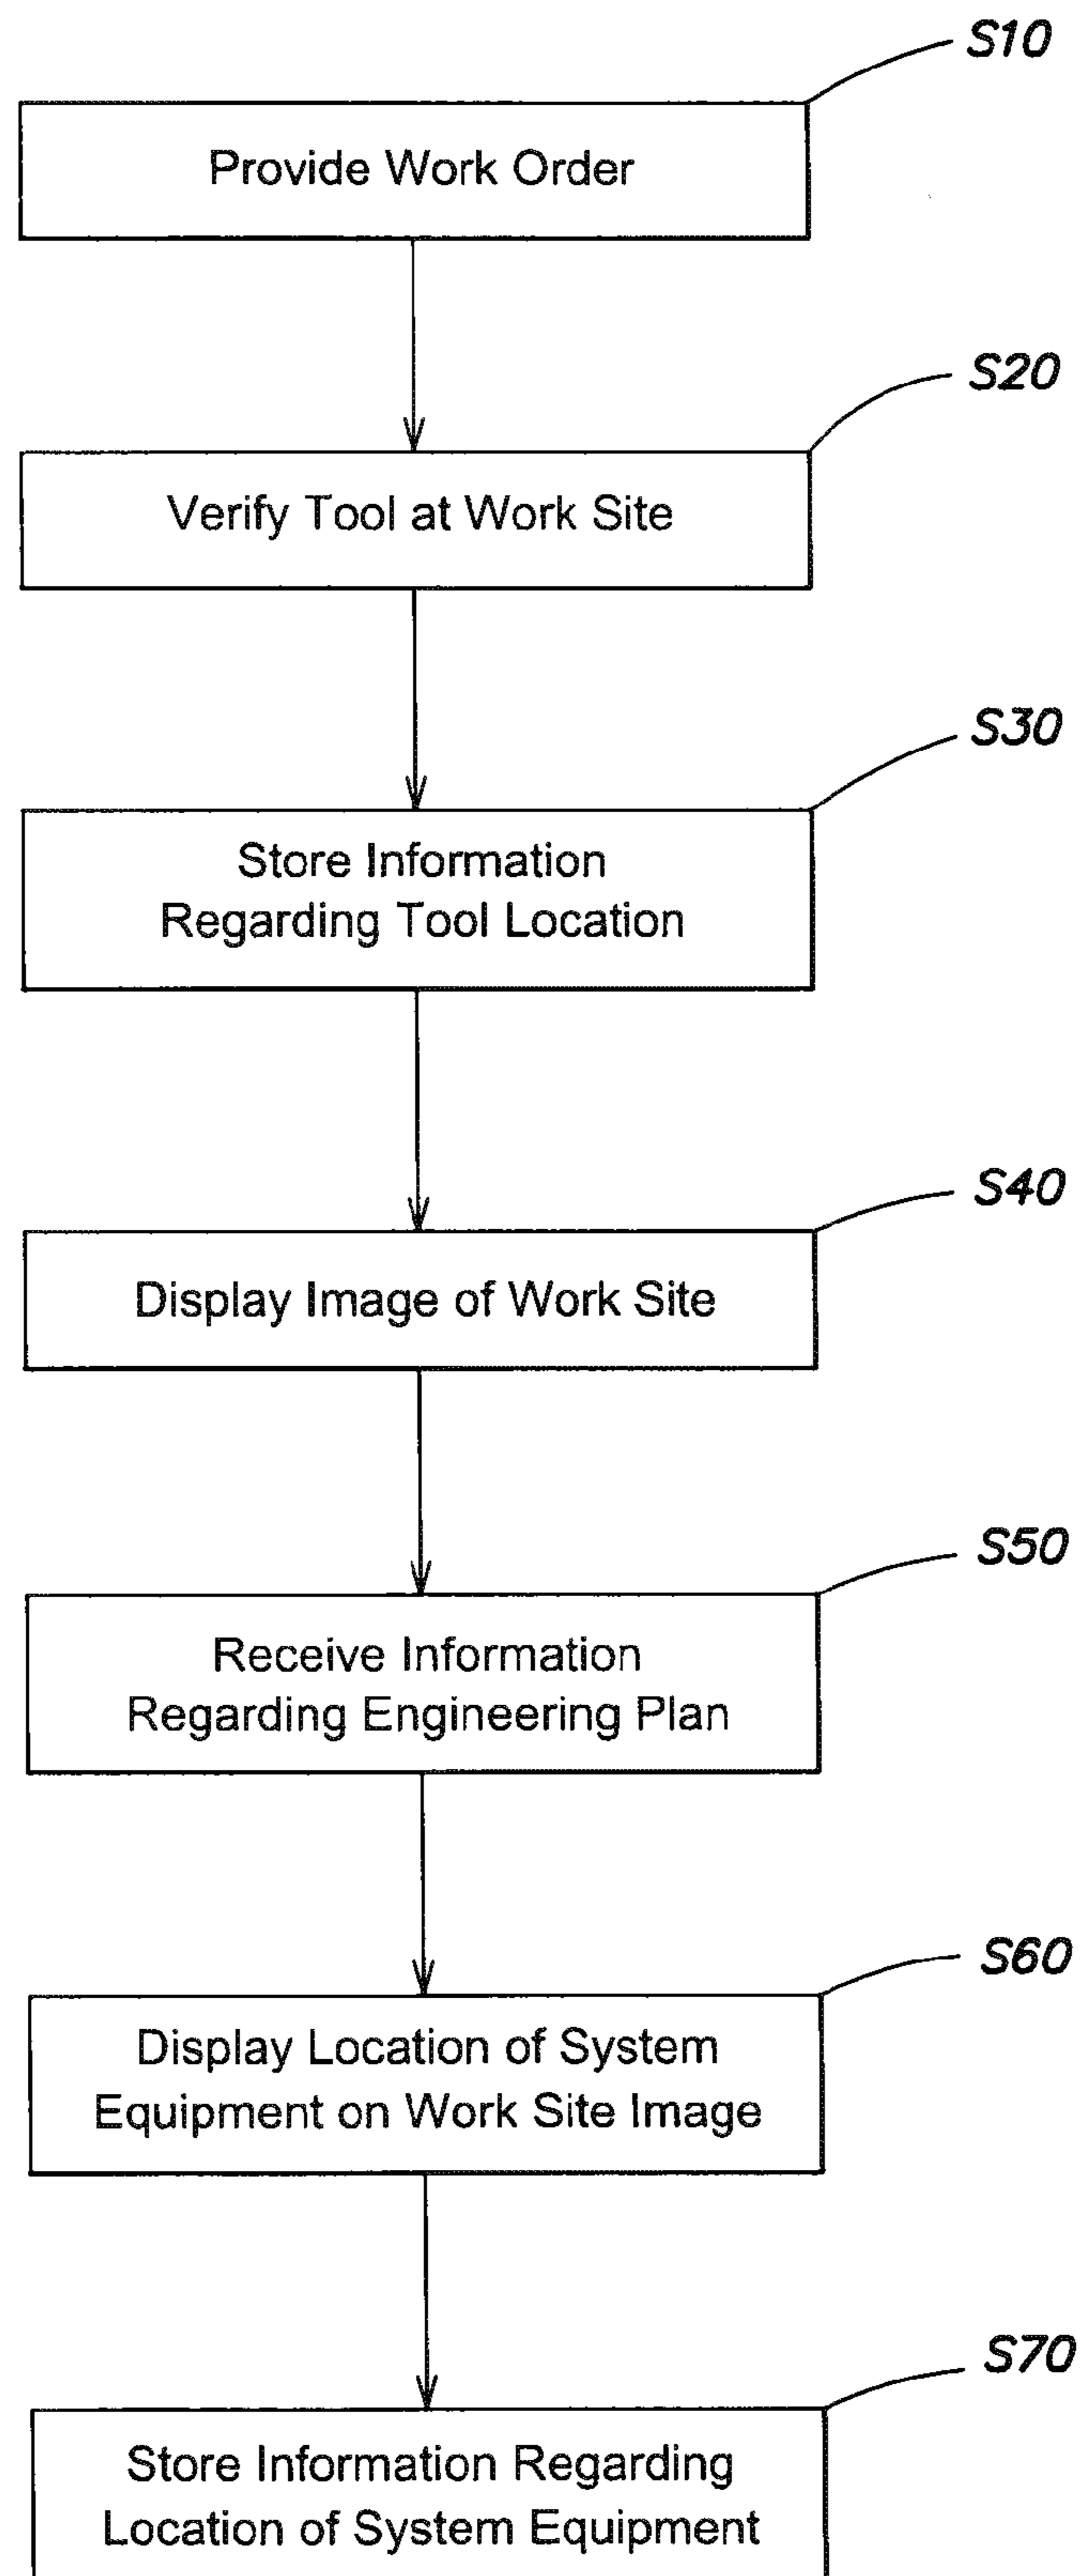 S10
Provide Work Order
S20
Verify Tool at Work Site
S30
Store Information
Regarding Tool Location
S40
Display Image of Work Site
S50
Receive Information
Regarding Engineering Plan
S60
Display Location of System
Equipment on Work Site Image
S70
Store Information Regarding
Location of System Equipment